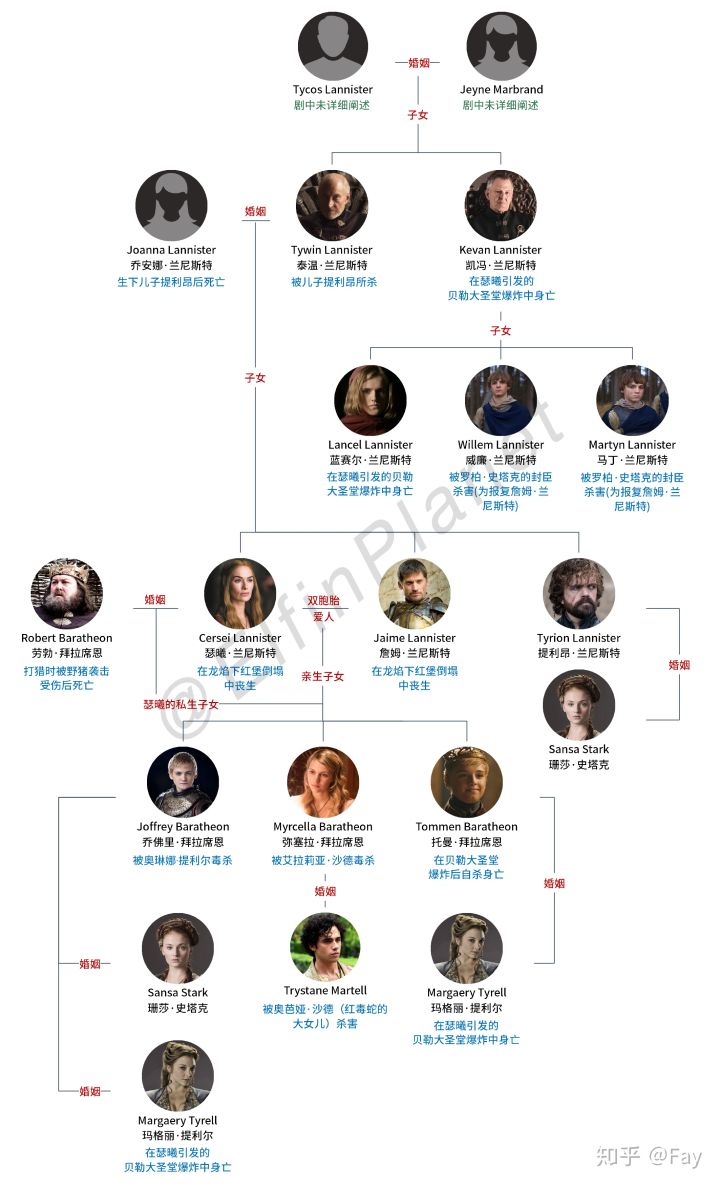 婚姻
Tycos Lannister
Jeyne Marbrand
剧中未详细阐述
剧中未详细阐述
子女
婚姻
Joanna Lannister
Tywin Lannister
Kevan Lannister
乔安娜·兰尼斯特
泰温·兰尼斯特
凯冯·兰尼斯特
生下儿子提利昂后死亡
被儿子提利昂所杀
在瑟曦引发的
贝勒大圣堂爆炸中身亡
子女
子女
Lancel Lannister
Willem Lannister
Martyn Lannister
蓝赛尔·兰尼斯特
威廉·兰尼斯特
马丁·兰尼斯特
在瑟曦引发的贝勒
大圣堂爆炸中身亡
被罗柏·史塔克的封臣
杀害(为报复詹姆·兰
尼斯特)
被罗柏·史塔克的封臣
杀害(为报复詹姆·兰
尼斯特)
婚姻
双胞胎
爱人
Robert Baratheon
Cersei Lannister
Jaime Lannister
Tyrion Lannister
劳勃·拜拉席恩
瑟曦·兰尼斯特
詹姆·兰尼斯特
提利昂·兰尼斯特
打猎时被野猪袭击
受伤后死亡
在龙焰下红堡倒塌
中丧生
在龙焰下红堡倒塌
中丧生
婚姻
亲生子女
瑟曦的私生子女
Sansa Stark
珊莎·史塔克
Joffrey Baratheon
Myrcella Baratheon
Tommen Baratheon
乔佛里·拜拉席恩
弥塞拉·拜拉席恩
托曼·拜拉席恩
被奥琳娜·提利尔毒杀
被艾拉莉亚·沙德毒杀
在贝勒大圣堂
爆炸后自杀身亡
婚姻
婚姻
婚姻
Sansa Stark
珊莎·史塔克
Trystane Martell
被奥芭娅·沙德（红毒蛇的
大女儿）杀害
Margaery Tyrell
玛格丽·提利尔
在瑟曦引发的
贝勒大圣堂爆炸中身亡
婚姻
Margaery Tyrell
玛格丽·提利尔
在瑟曦引发的
贝勒大圣堂爆炸中身亡
@ElfinPlanet
知乎 @Fay